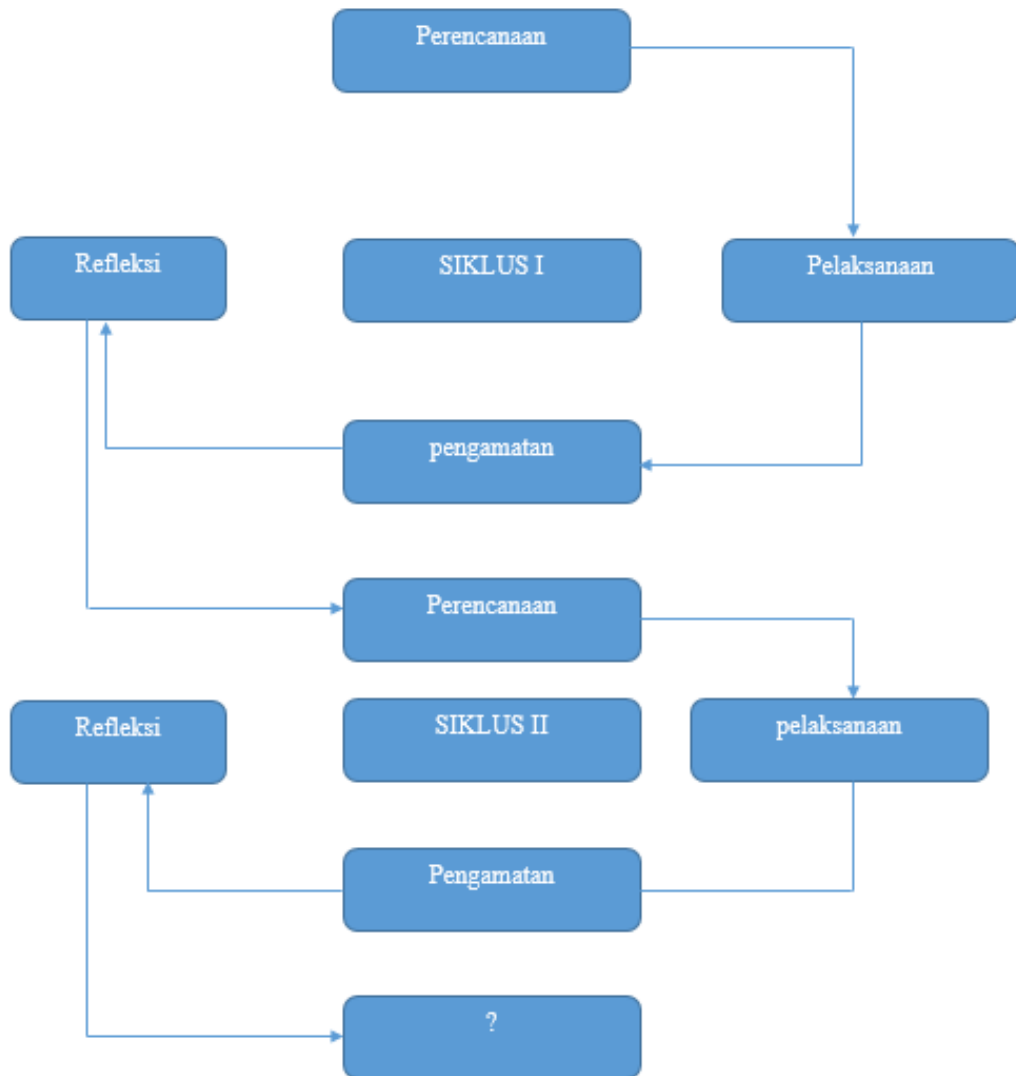 Perencanaan
Refleksi
SIKLUS I
Pelaksanaan
pengamatan
Perencanaan
Refleksi
SIKLUS II
pelaksanaan
Pengamatan
?